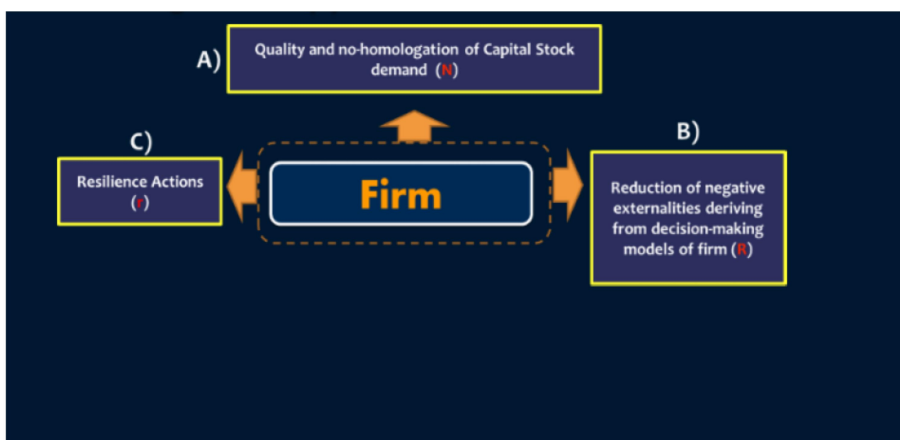 A)
Quality and no-homologation of Capital Stock
demand (N)
C)
B)
Resilience Actions
(r)
Firm
Reduction of negative
externalities deriving
from decision-making
models of firm (R)